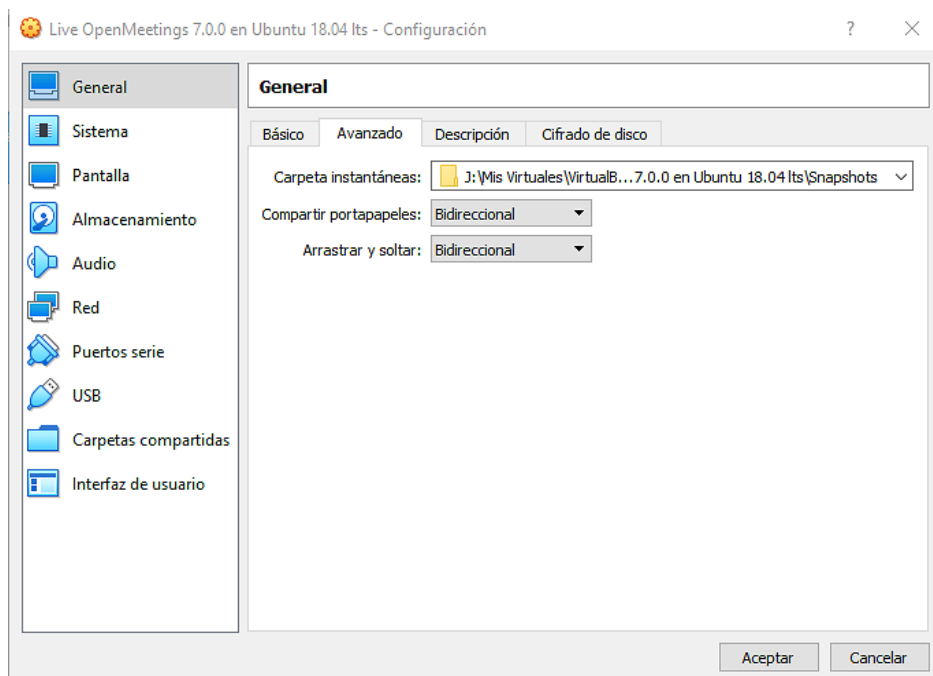 Live OpenMeetings 7.0.0 en Ubuntu 18.04 lts - Configuración
?
General
Sistema
Pantalla
Almacenamiento
Audio
Red
Puertos serie
USB
Carpetas compartidas
Interfaz de usuario
General
Básico Avanzado Descripción Cifrado de disco
Carpeta instantáneas: J:\Mis Virtuales\VirtualB...7.0.0 en Ubuntu 18.04 lts\Snapshots
Compartir portapapeles: Bidireccional
Arrastrar y soltar: Bidireccional
Aceptar Cancelar